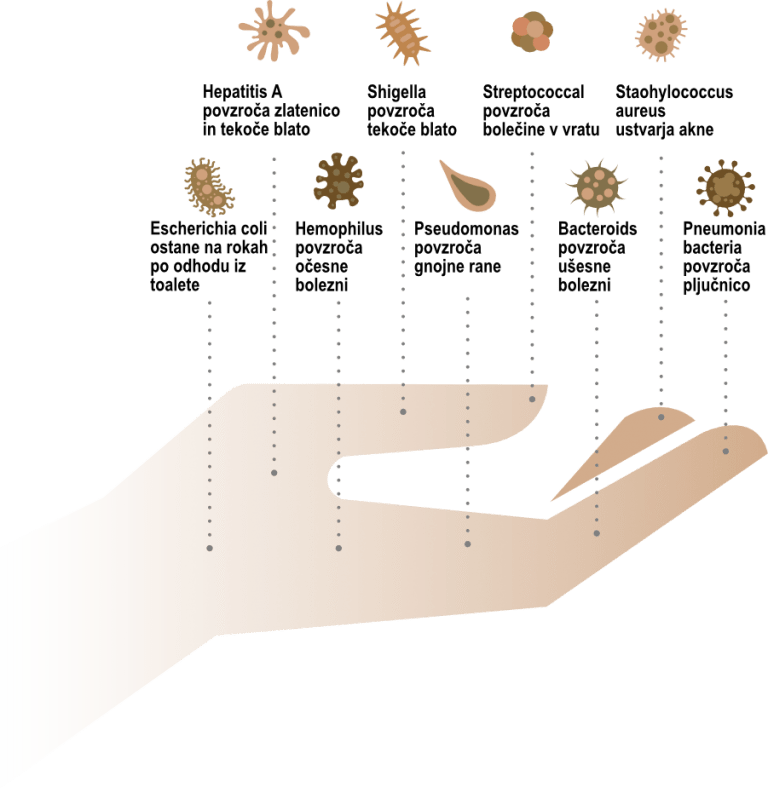 Hepatitis A
povzroča zlatenico
in tekoče blato
Shigella
povzroča
tekoče blato
Streptococcal
povzroča
bolečine v vratu
Staohylococcus
aureus
ustvarja akne
Escherichia coli
ostane na rokah
po odhodu iz
toalete
Hemophilus
povzroča
očesne
bolezni
Pseudomonas
povzroča
gnojne rane
Bacteroids
povzroča
ušesne
bolezni
Pneumonia
bacteria
povzroča
pljučnico